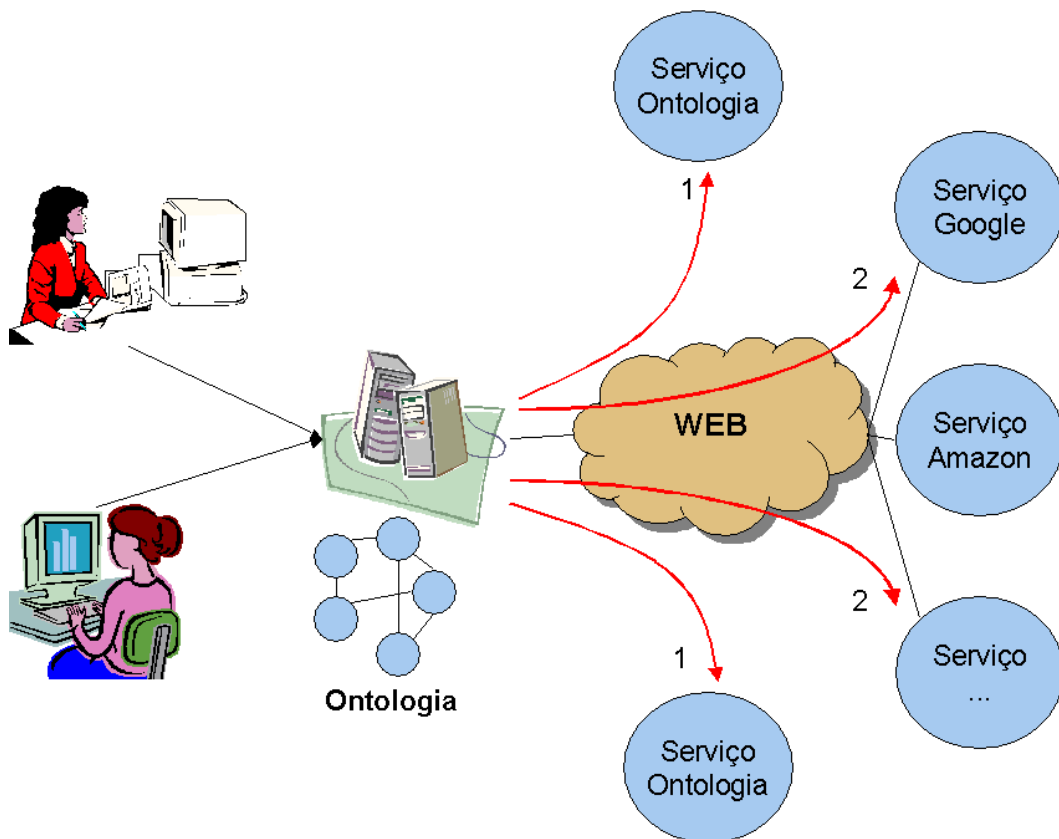 Serviço
Ontologia
1
Serviço
Google
2
WEB
Serviço
Amazon
2
1
Serviço
...
Ontologia
Serviço
Ontologia